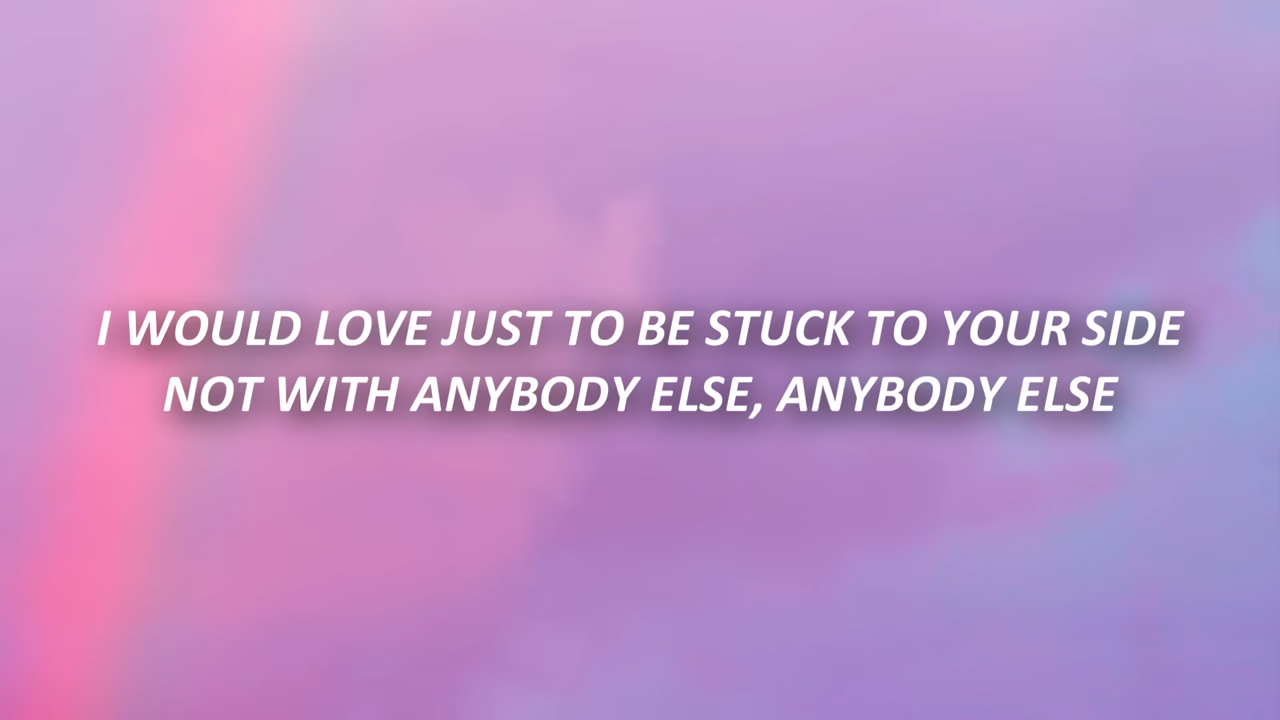 I WOULD LOVE JUST TO BE STUCK TO YOUR SIDE
NOT WITH ANYBODY ELSE, ANYBODY ELSE